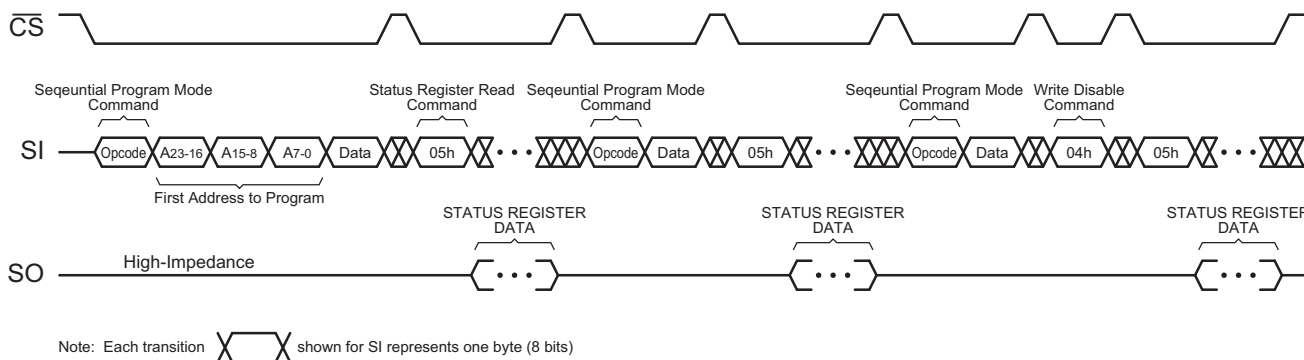 CS
Seqeuntial Program Mode
Command
Status Register Read
Command
Seqeuntial Program Mode
Command
Seqeuntial Program Mode
Command
Write Disable
Command
SI
Opcode
A23-16
A15-8
A7-0
Data
05h
Opcode
Data
05h
Opcode
Data
04h
05h
First Address to Program
STATUS REGISTER
DATA
STATUS REGISTER
DATA
STATUS REGISTER
DATA
SO
High-Impedance
Note: Each transition shown for SI represents one byte (8 bits)